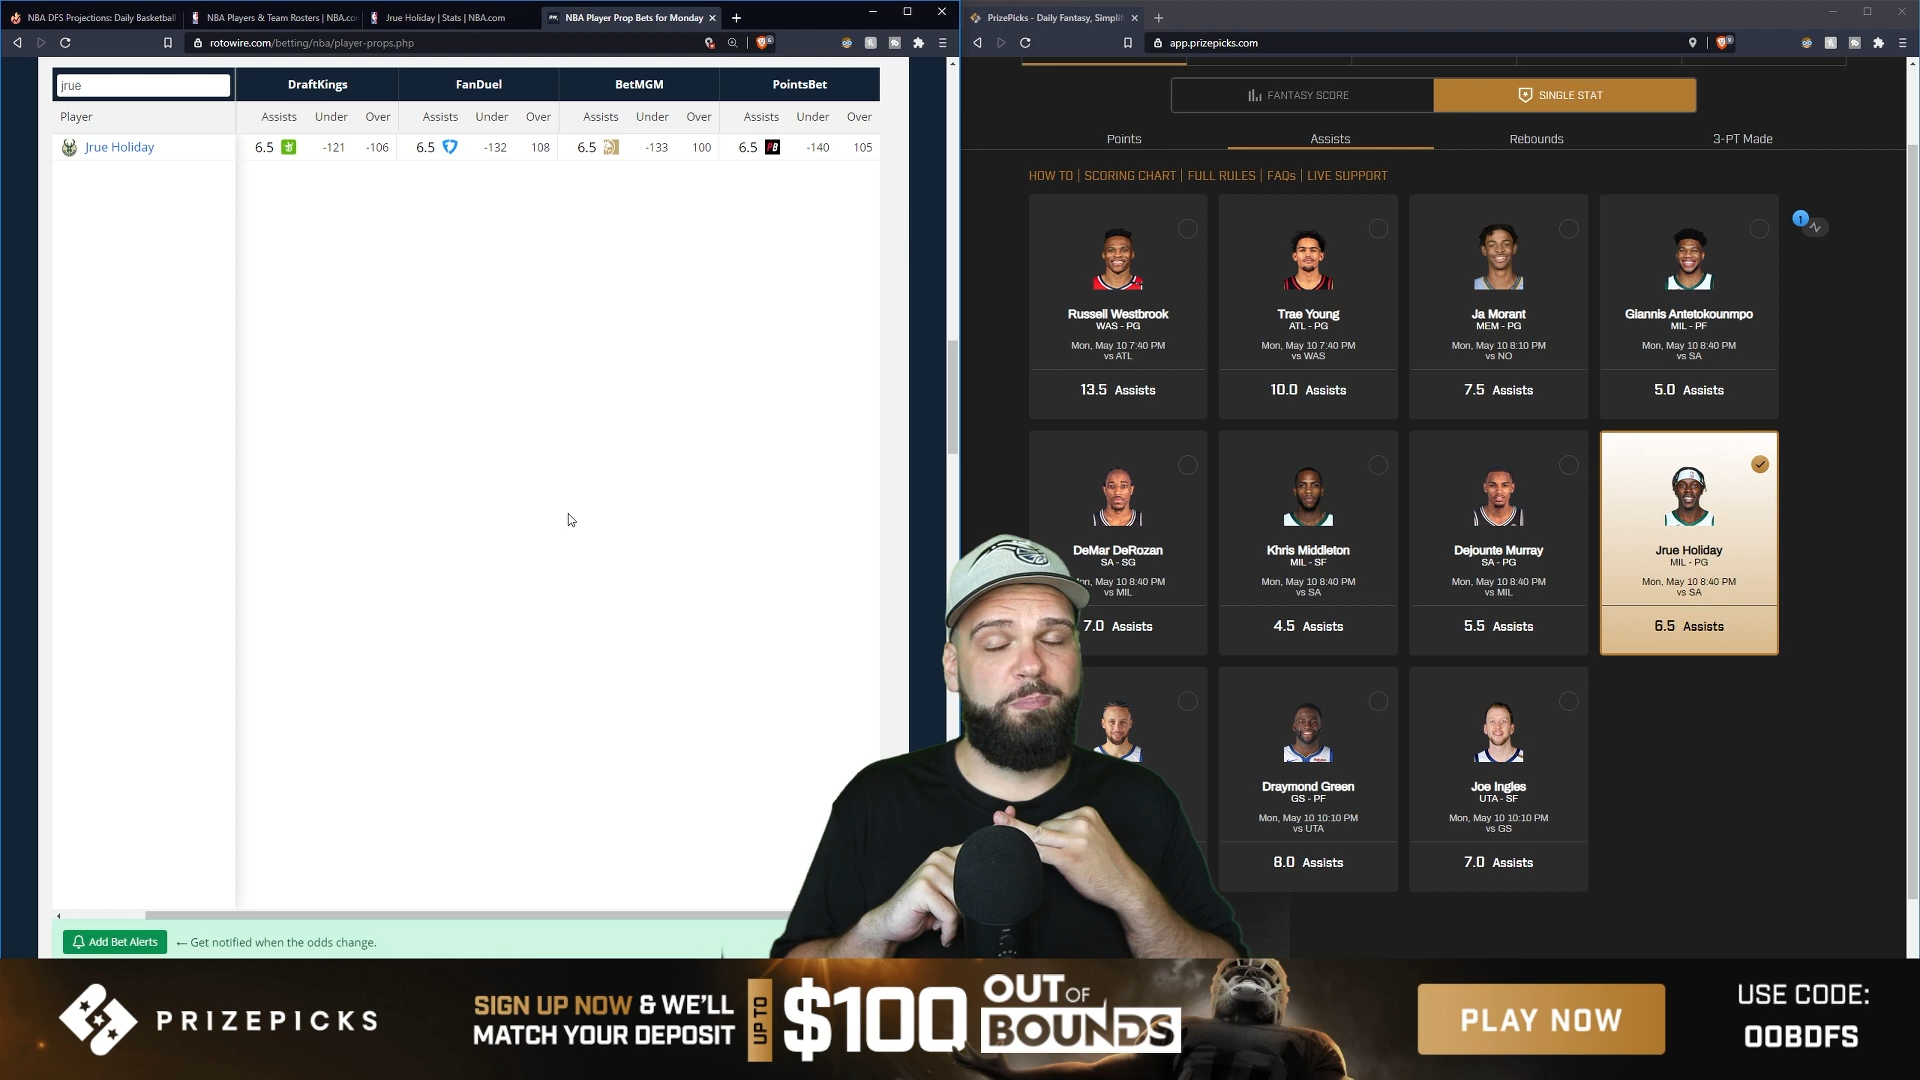 NBA DFS Projections: Daily Basketball
NBA Players & Team Rosters | NBA.co
Jrue Holiday | Stats | NBA.com
NBA Player Prop Bets for Monday
rotowire.com/betting/nba/player-props.php
jrue
DraftKings FanDuel BetMGM PointsBet
Player Assists Under Over Assists Under Over Assists Under Over Assists Under Over
Jrue Holiday 6.5 -121 -106 6.5 -132 108 6.5 -133 100 6.5 PB -140 105
Add Bet Alerts ← Get notified when the odds change.
PrizePicks - Daily Fantasy, Simplifi
app.prizepicks.com
FANTASY SCORE SINGLE STAT
Points Assists Rebounds 3-PT Made
HOW TO | SCORING CHART | FULL RULES | FAQs | LIVE SUPPORT
1
Russell Westbrook
WAS - PG
Mon, May 10 7:40 PM
vs ATL
13.5 Assists
Trae Young
ATL - PG
Mon, May 10 7:40 PM
vs WAS
10.0 Assists
Ja Morant
MEM - PG
Mon, May 10 8:10 PM
vs NO
7.5 Assists
Giannis Antetokounmpo
MIL - PF
Mon, May 10 8:40 PM
vs SA
5.0 Assists
DeMar DeRozan
SA - SG
Mon, May 10 8:40 PM
vs MIL
7.0 Assists
Khris Middleton
MIL - SF
Mon, May 10 8:40 PM
vs SA
4.5 Assists
Dejounte Murray
SA - PG
Mon, May 10 8:40 PM
vs MIL
5.5 Assists
Jrue Holiday
MIL - PG
Mon, May 10 8:40 PM
vs SA
6.5 Assists
Draymond Green
GS - PF
Mon, May 10 10:10 PM
vs UTA
8.0 Assists
Joe Ingles
UTA - SF
Mon, May 10 10:10 PM
vs GS
7.0 Assists
PRIZEPICKS
SIGN UP NOW & WE'LL
MATCH YOUR DEPOSIT
UP TO
$100
OUT OF
BOUNDS
PLAY NOW
USE CODE:
OOBDFS